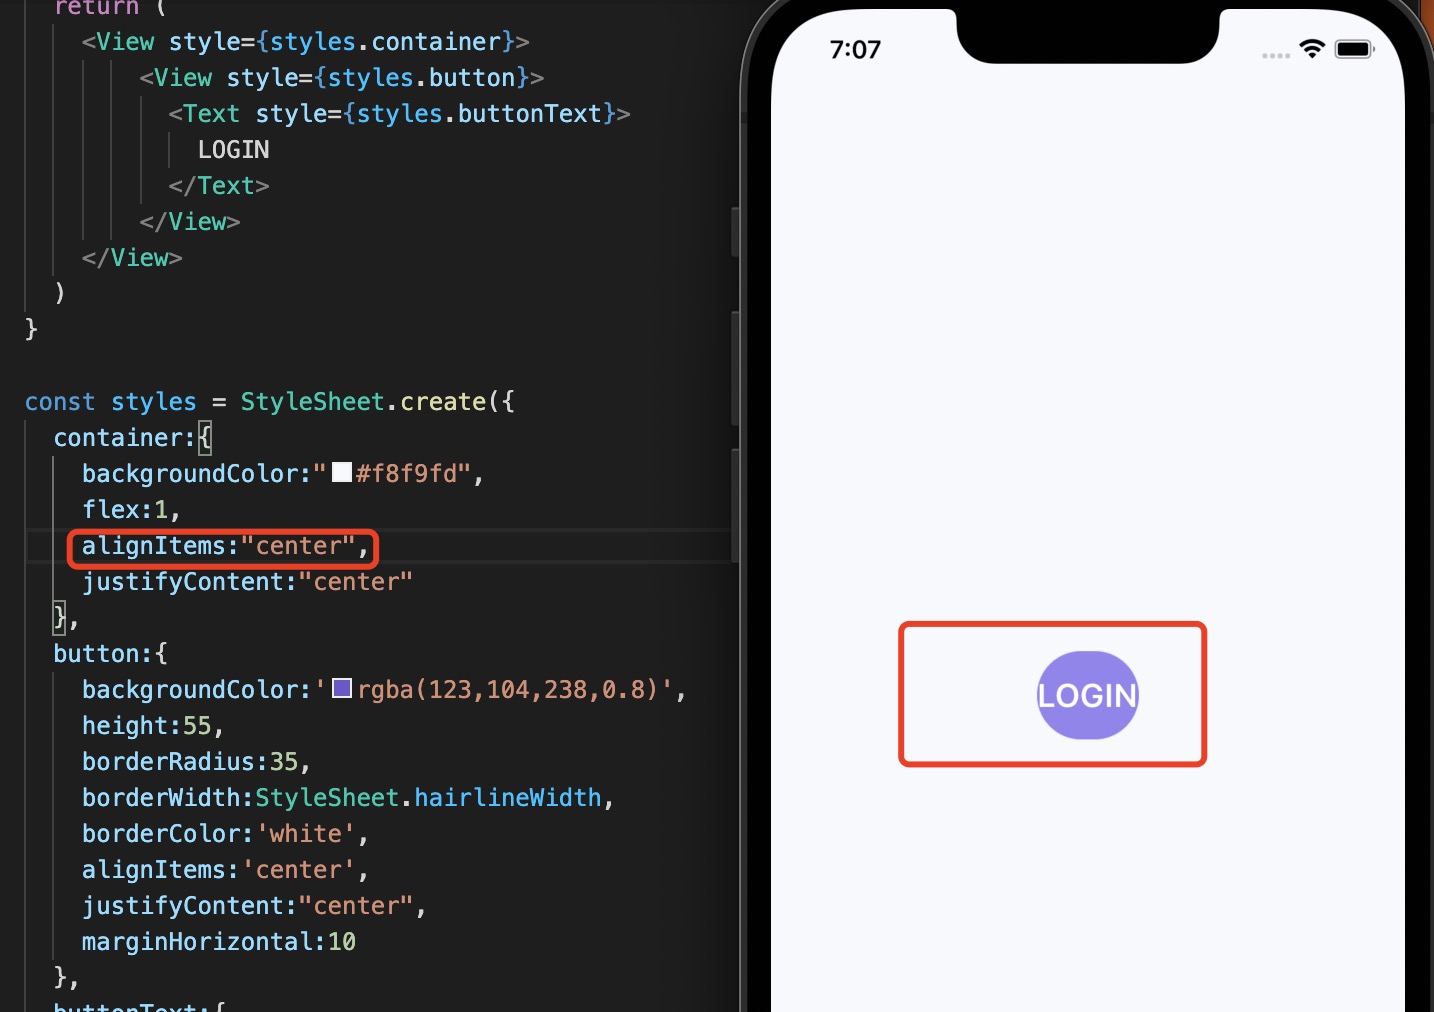 return (
<View style={styles.container}>
<View style={styles.button}>
<Text style={styles.buttonText}>
LOGIN
</Text>
</View>
</View>
)
}
const styles = StyleSheet.create({
container:{
backgroundColor:"#f8f9fd",
flex:1,
alignItems:"center",
justifyContent:"center"
},
button:{
backgroundColor:'rgba(123,104,238,0.8)',
height:55,
borderRadius:35,
borderWidth:StyleSheet.hairlineWidth,
borderColor:'white',
alignItems:'center',
justifyContent:"center",
marginHorizontal:10
},
buttonText:{
7:07
LOGIN